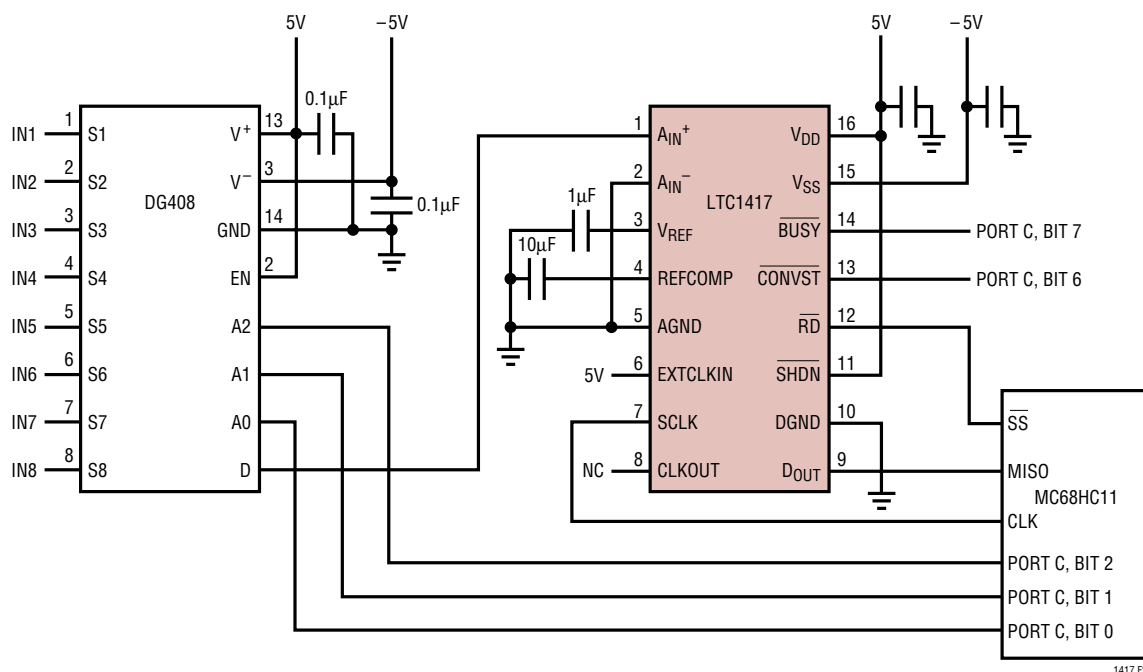 5V
–5V
5V
–5V
0.1µF
0.1µF
1µF
10µF
IN1 1 S1
IN2 2 S2
IN3 3 S3
IN4 4 S4
IN5 5 S5
IN6 6 S6
IN7 7 S7
IN8 8 S8
DG408
V+ 13
V– 3
GND 14
EN 2
A2
A1
A0
D
1 AIN+
2 AIN–
3 VREF
4 REFCOMP
5 AGND
5V 6 EXTCLKIN
7 SCLK
NC 8 CLKOUT
LTC1417
VDD 16
VSS 15
BUSY 14 PORT C, BIT 7
CONVST 13 PORT C, BIT 6
RD 12
SHDN 11
DGND 10
DOUT 9
SS
MISO
MC68HC11
CLK
PORT C, BIT 2
PORT C, BIT 1
PORT C, BIT 0